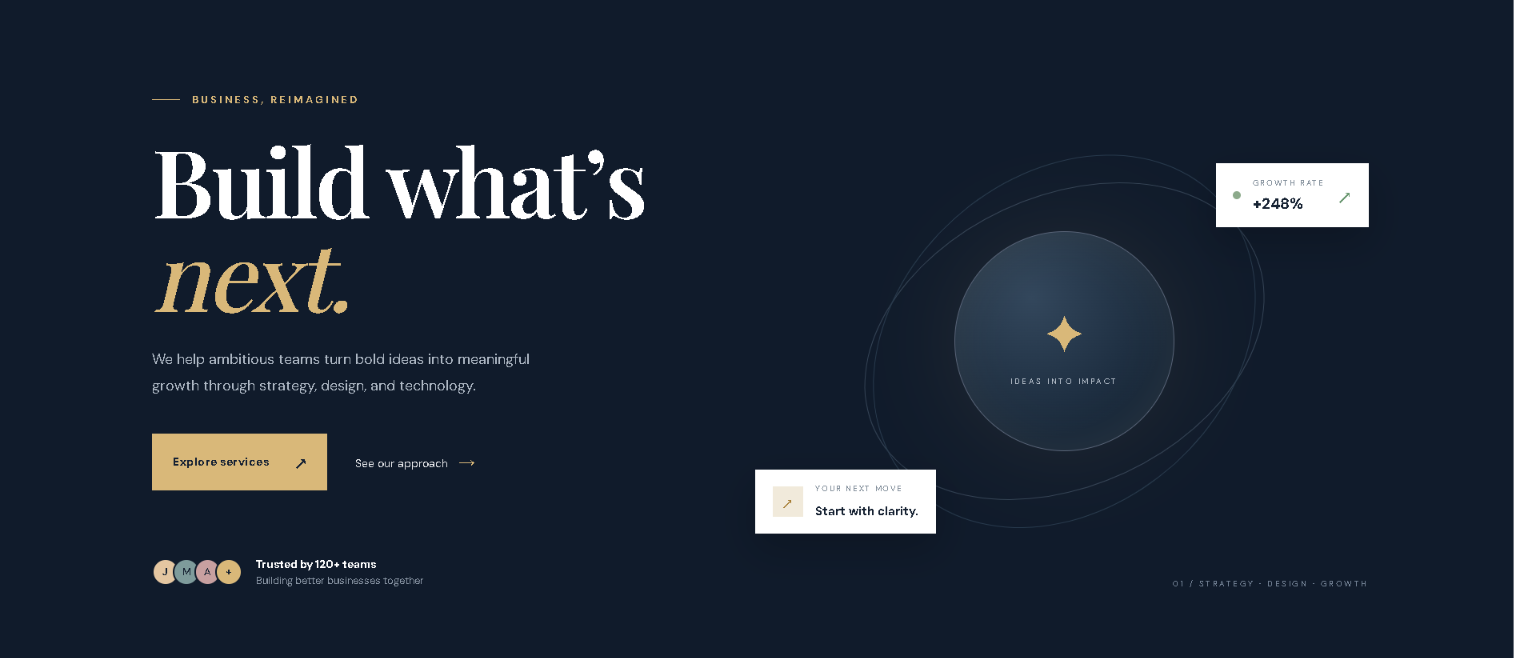 BUSINESS, REIMAGINED
Build what’s
next.
We help ambitious teams turn bold ideas into meaningful
growth through strategy, design, and technology.
Explore services ↗
See our approach →
J M A +
Trusted by 120+ teams
Building better businesses together
GROWTH RATE
+248% ↗
IDEAS INTO IMPACT
↗
YOUR NEXT MOVE
Start with clarity.
01 / STRATEGY · DESIGN · GROWTH